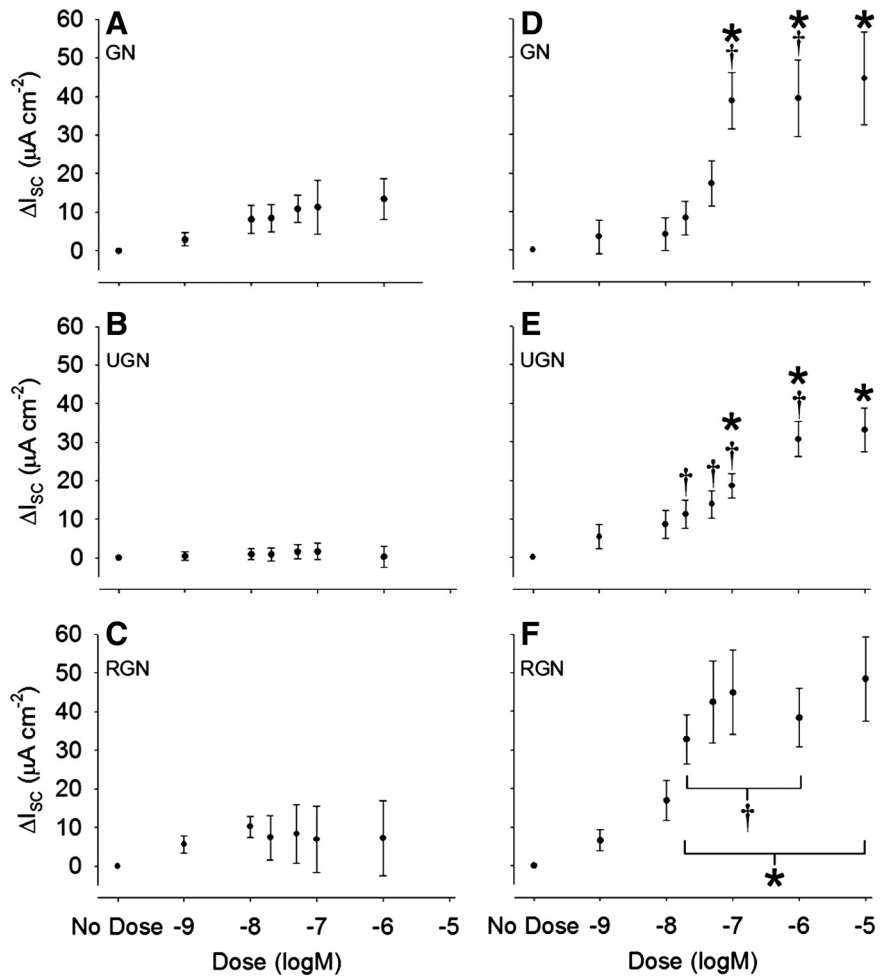 A
GN
60
50
40
30
20
10
0
ΔI_SC (µA cm⁻²)
D
GN
* * *
† †
B
UGN
60
50
40
30
20
10
0
ΔI_SC (µA cm⁻²)
E
UGN
* * *
† † † †
C
RGN
60
50
40
30
20
10
0
ΔI_SC (µA cm⁻²)
F
RGN
†
*
No Dose -9 -8 -7 -6 -5
Dose (logM)
No Dose -9 -8 -7 -6 -5
Dose (logM)